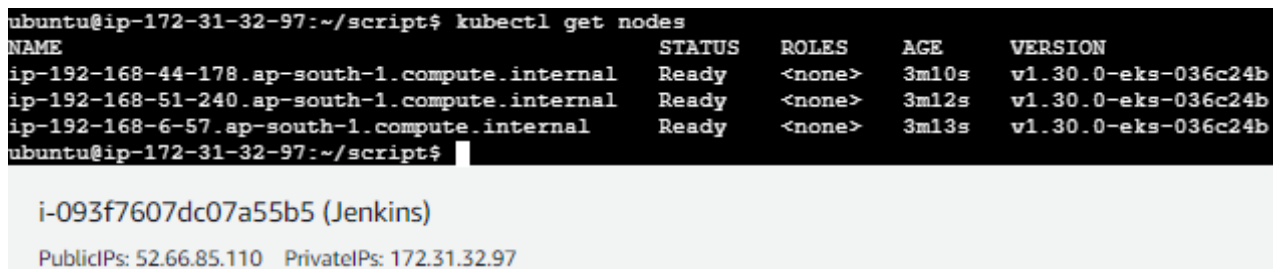 ubuntu@ip-172-31-32-97:~/script$ kubectl get nodes
NAME STATUS ROLES AGE VERSION
ip-192-168-44-178.ap-south-1.compute.internal Ready <none> 3m10s v1.30.0-eks-036c24b
ip-192-168-51-240.ap-south-1.compute.internal Ready <none> 3m12s v1.30.0-eks-036c24b
ip-192-168-6-57.ap-south-1.compute.internal Ready <none> 3m13s v1.30.0-eks-036c24b
ubuntu@ip-172-31-32-97:~/script$
i-093f7607dc07a55b5 (Jenkins)
PublicIPs: 52.66.85.110 PrivateIPs: 172.31.32.97